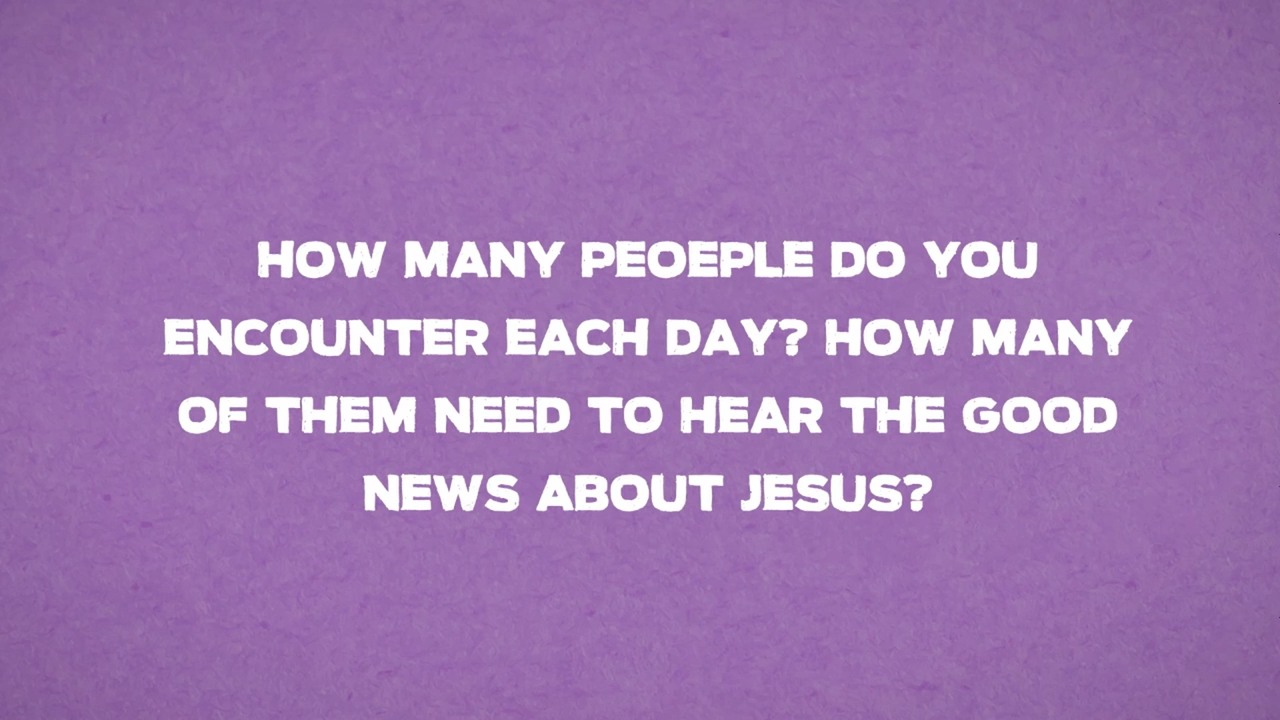 HOW MANY PEOEPLE DO YOU
ENCOUNTER EACH DAY? HOW MANY
OF THEM NEED TO HEAR THE GOOD
NEWS ABOUT JESUS?